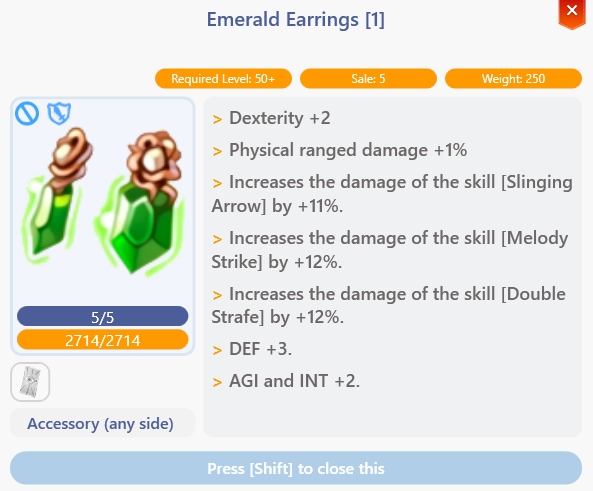 Emerald Earrings [1]
Required Level: 50+
Sale: 5
Weight: 250
> Dexterity +2
> Physical ranged damage +1%
> Increases the damage of the skill [Slinging
Arrow] by +11%.
> Increases the damage of the skill [Melody
Strike] by +12%.
> Increases the damage of the skill [Double
Strafe] by +12%.
> DEF +3.
> AGI and INT +2.
5/5
2714/2714
Accessory (any side)
Press [Shift] to close this